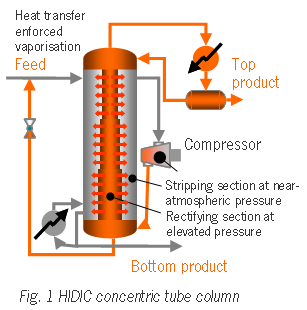 Heat transfer
enforced
vaporisation
Feed
Top
product
Compressor
Stripping section at near-
atmospheric pressure
Rectifying section at
elevated pressure
Bottom product
Fig. 1 HIDIC concentric tube column